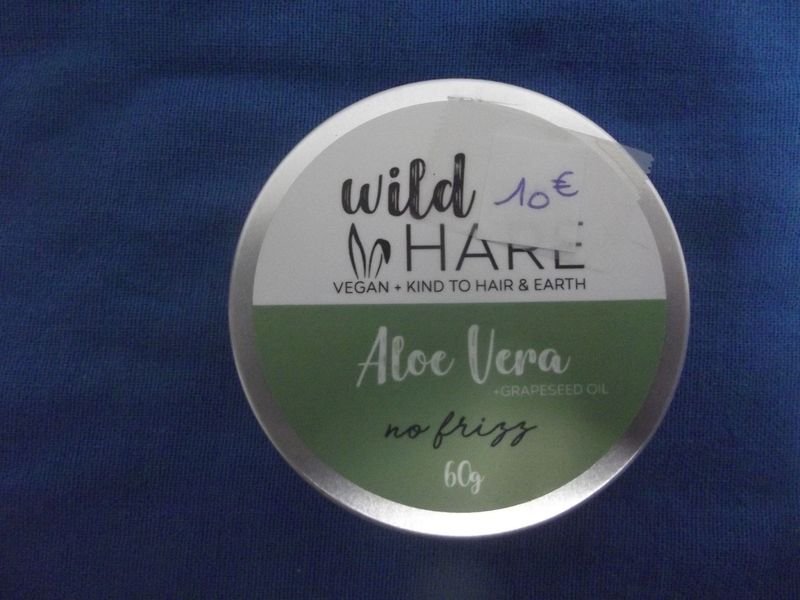 wild
10€
HARE
VEGAN + KIND TO HAIR & EARTH
Aloe Vera
+GRAPESEED OIL
no frizz
60g